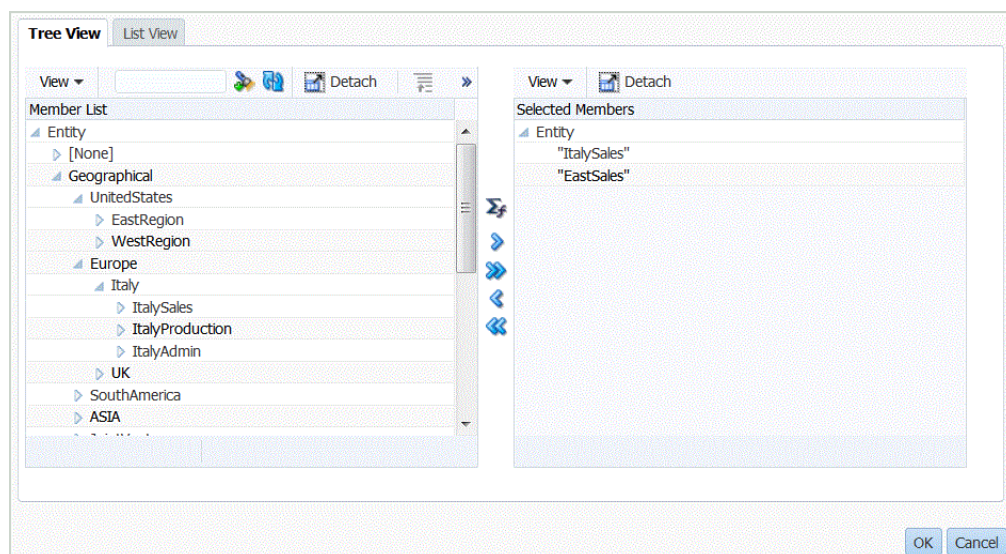 Tree View List View
View Detach »
View Detach
Member List
Selected Members
Entity
[None]
Geographical
UnitedStates
EastRegion
WestRegion
Europe
Italy
ItalySales
ItalyProduction
ItalyAdmin
UK
SouthAmerica
ASIA
Entity
"ItalySales"
"EastSales"
OK Cancel